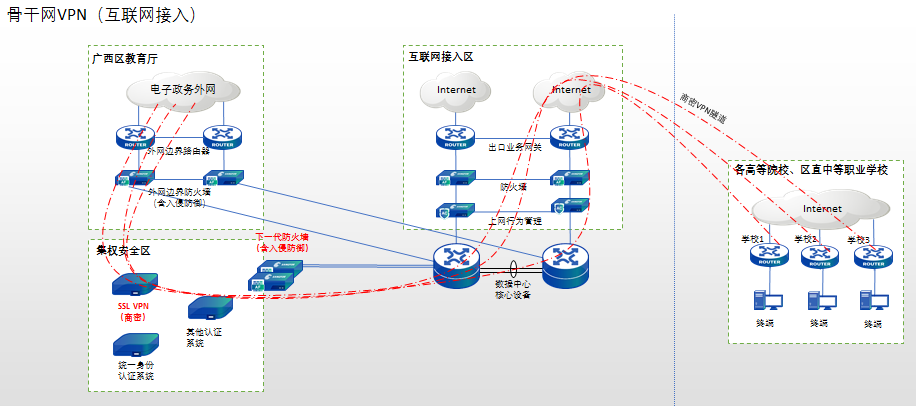 骨干网VPN（互联网接入）
广西区教育厅
电子政务外网
ROUTER
ROUTER
外网边界路由器
外网边界防火墙
（含入侵防御）
互联网接入区
Internet
Internet
ROUTER
ROUTER
出口业务网关
防火墙
上网行为管理
商密VPN隧道
各高等院校、区直中等职业学校
Internet
学校1
学校2
学校3
ROUTER
ROUTER
ROUTER
终端
终端
终端
集权安全区
下一代防火墙
（含入侵防御）
SSL VPN
（商密）
其他认证
系统
统一身份
认证系统
数据中心
核心设备